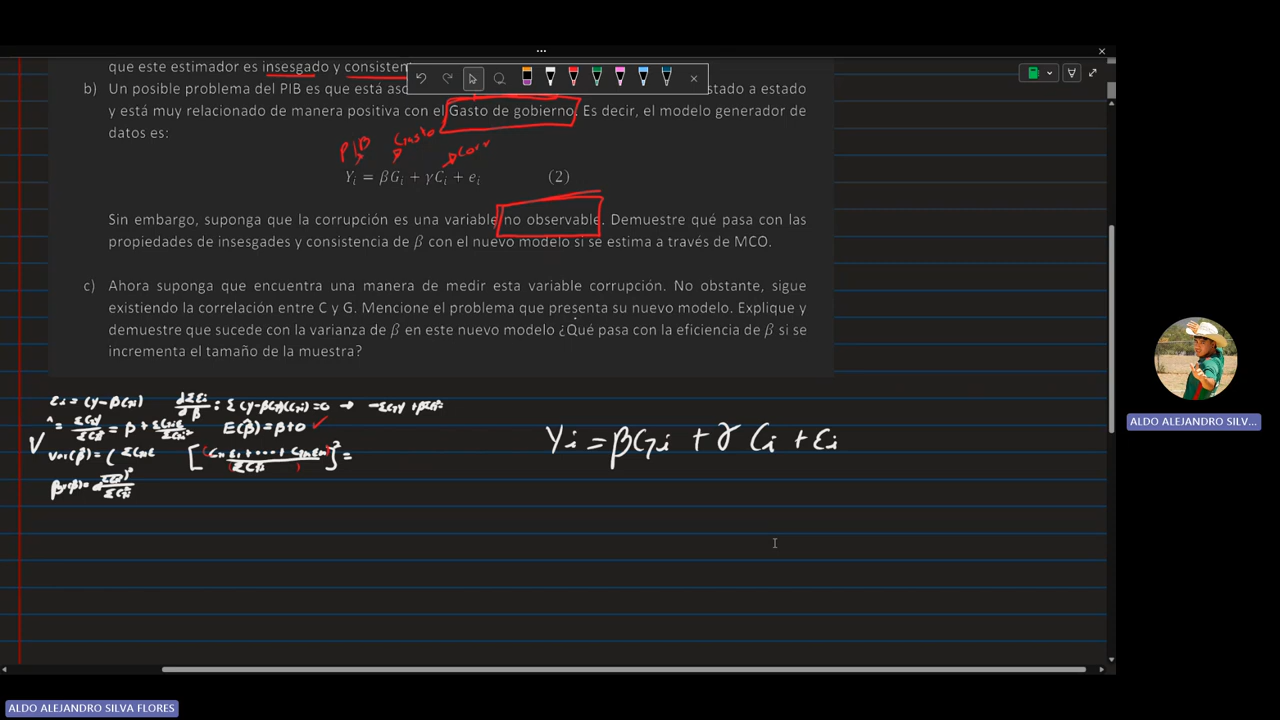 que este estimador es insesgado y consistent
b) Un posible problema del PIB es que está aso stado a estado
y está muy relacionado de manera positiva con el Gasto de gobierno. Es decir, el modelo generador de
datos es:
PIB Gasto Corr
Yᵢ = βGᵢ + γCᵢ + eᵢ (2)
Sin embargo, suponga que la corrupción es una variable no observable. Demuestre qué pasa con las
propiedades de insesgades y consistencia de β con el nuevo modelo si se estima a través de MCO.
c) Ahora suponga que encuentra una manera de medir esta variable corrupción. No obstante, sigue
existiendo la correlación entre C y G. Mencione el problema que presenta su nuevo modelo. Explique y
demuestre que sucede con la varianza de β en este nuevo modelo ¿Qué pasa con la eficiencia de β si se
incrementa el tamaño de la muestra?
E(β̂) = β + 0 ✓
Yᵢ = βGᵢ + γ Cᵢ + εᵢ
ALDO ALEJANDRO SILV...
ALDO ALEJANDRO SILVA FLORES